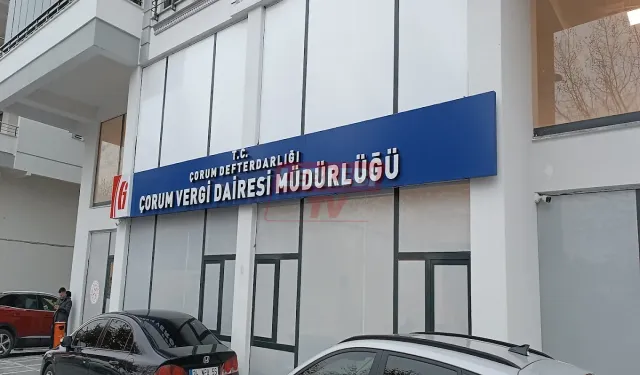 T.C.
ÇORUM DEFTERDARLIĞI
ÇORUM VERGİ DAİRESİ MÜDÜRLÜĞÜ